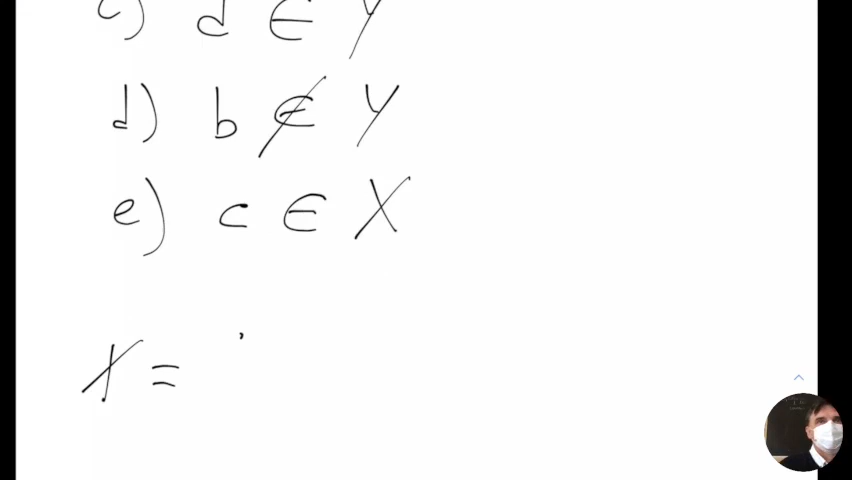 c) d ∈ Y
d) b ∉ Y
e) c ∈ X
X =